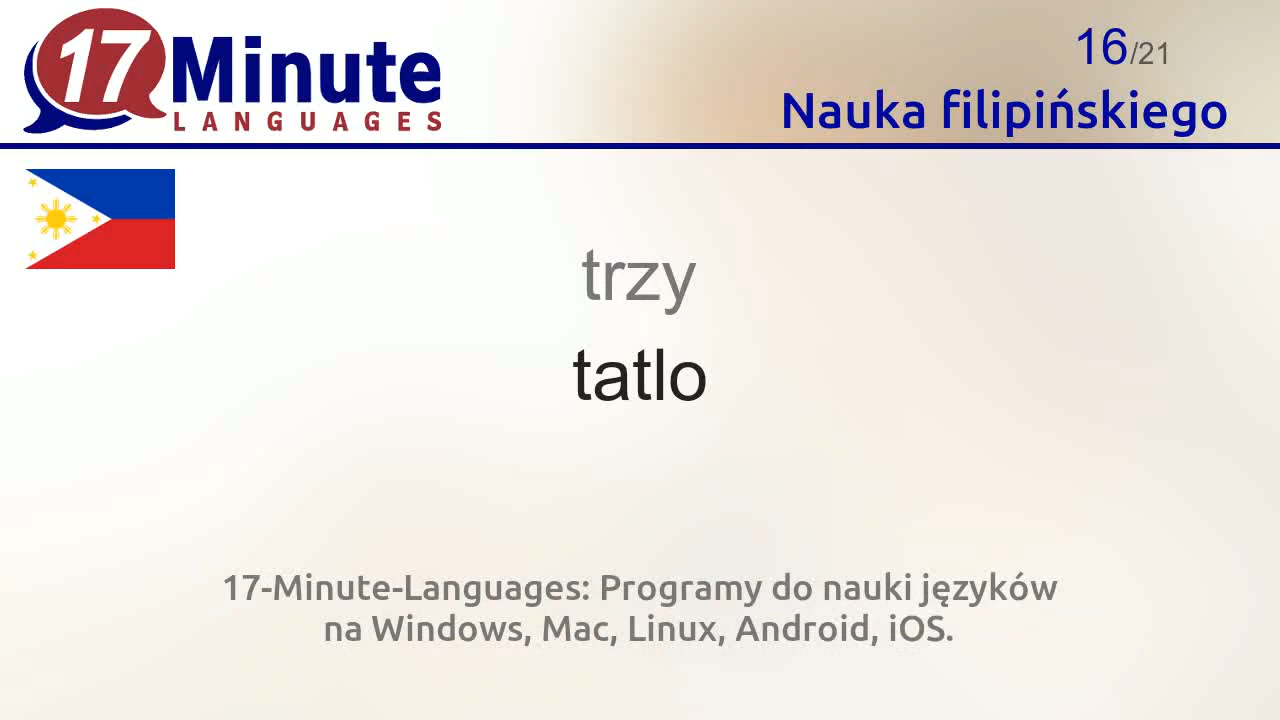 17 Minute
LANGUAGES
16/21
Nauka filipińskiego
trzy
tatlo
17-Minute-Languages: Programy do nauki języków
na Windows, Mac, Linux, Android, iOS.